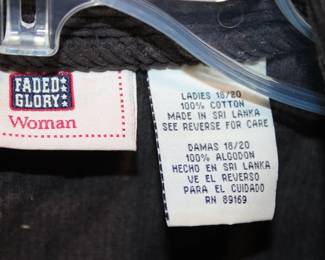 FADED
GLORY
Woman
LADIES 18/20
100% COTTON
MADE IN SRI LANKA
SEE REVERSE FOR CARE
DAMAS 18/20
100% ALGODON
HECHO EN SRI LANKA
VE EL REVERSO
PARA EL CUIDADO
RN 89169